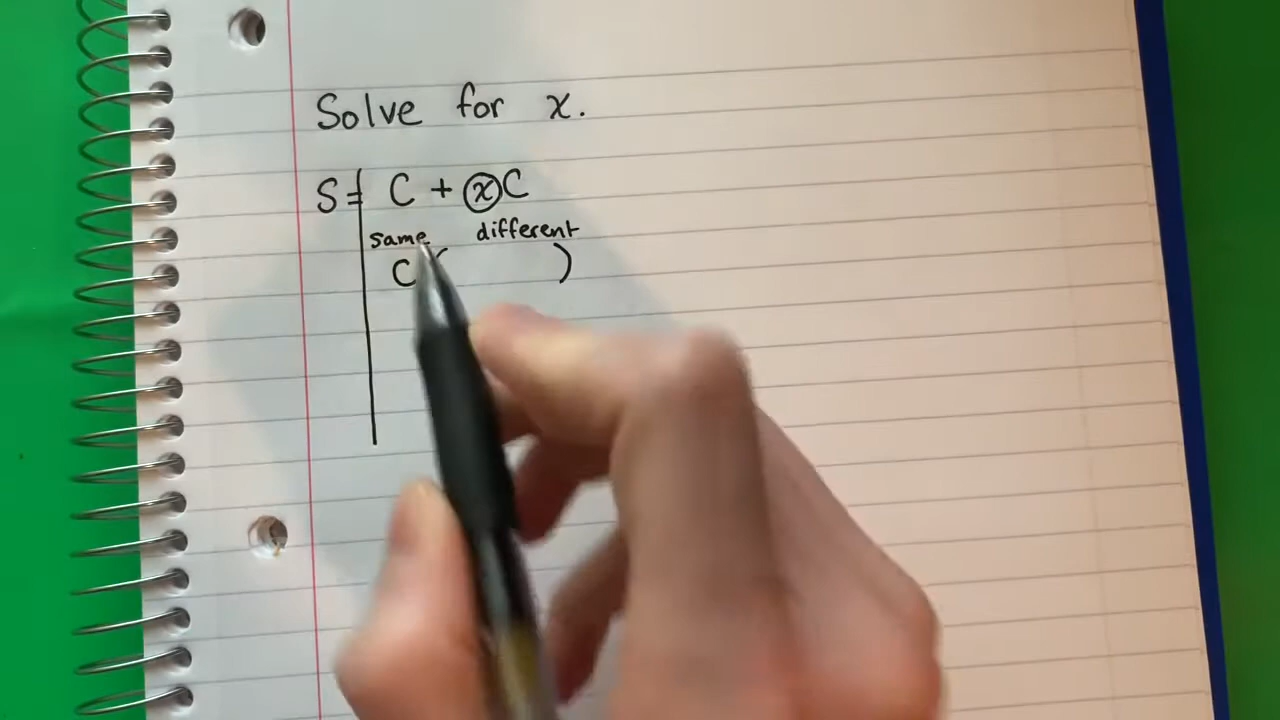 Solve for x.
S = C + xC
same different
C ( )